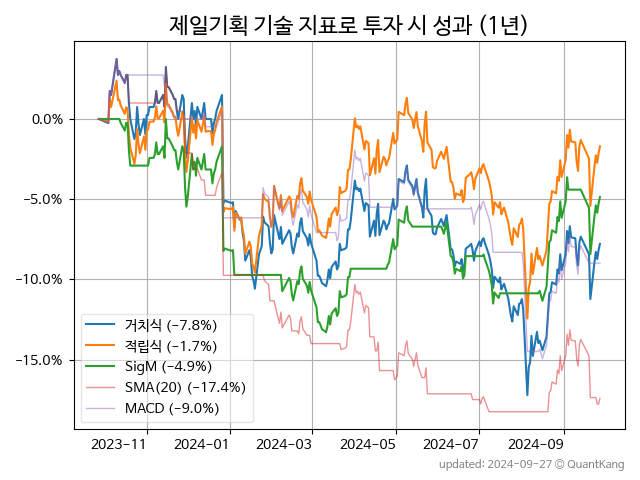 제일기획 기술 지표로 투자 시 성과 (1년)
0.0%
−5.0%
−10.0%
−15.0%
거치식 (−7.8%)
적립식 (−1.7%)
SigM (−4.9%)
SMA(20) (−17.4%)
MACD (−9.0%)
2023−11 2024−01 2024−03 2024−05 2024−07 2024−09
updated: 2024−09−27 © QuantKang